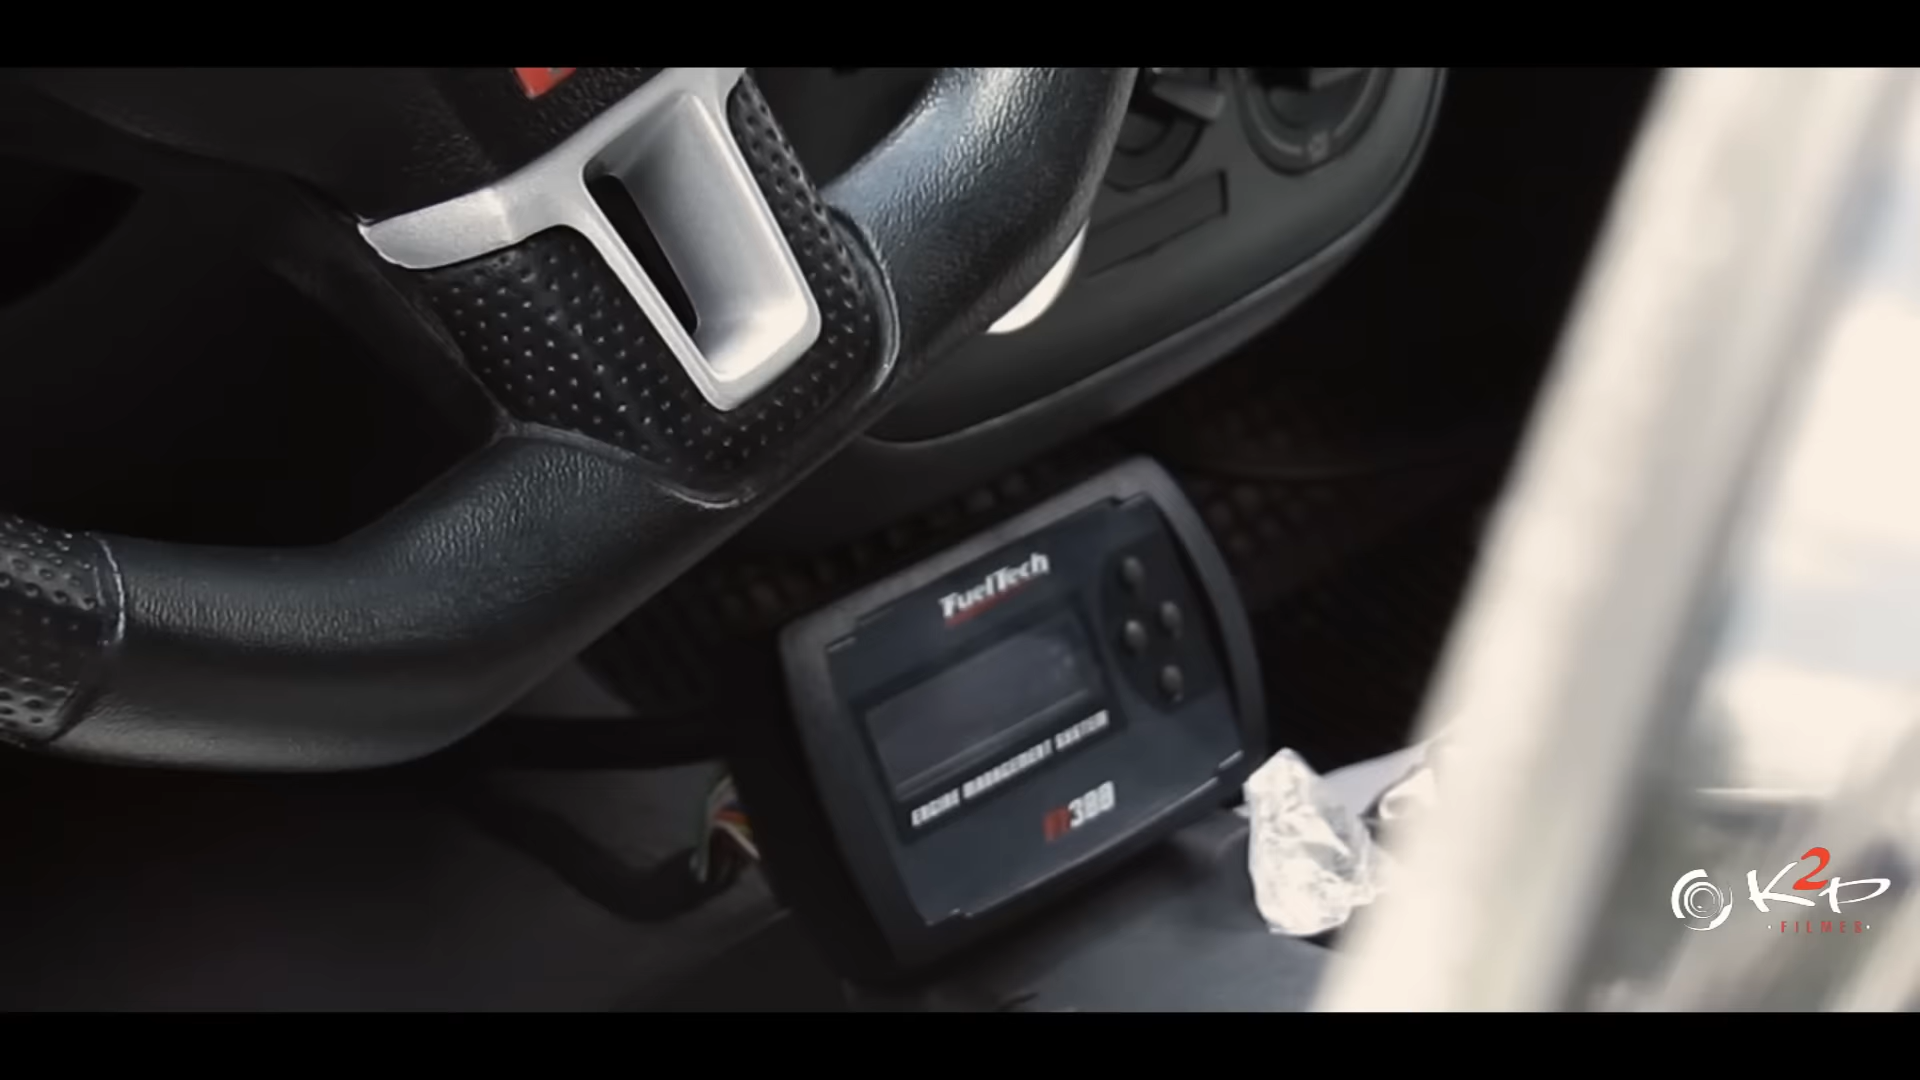 FuelTech
ENGINE MANAGEMENT SYSTEM
FT300
K2P
FILMES